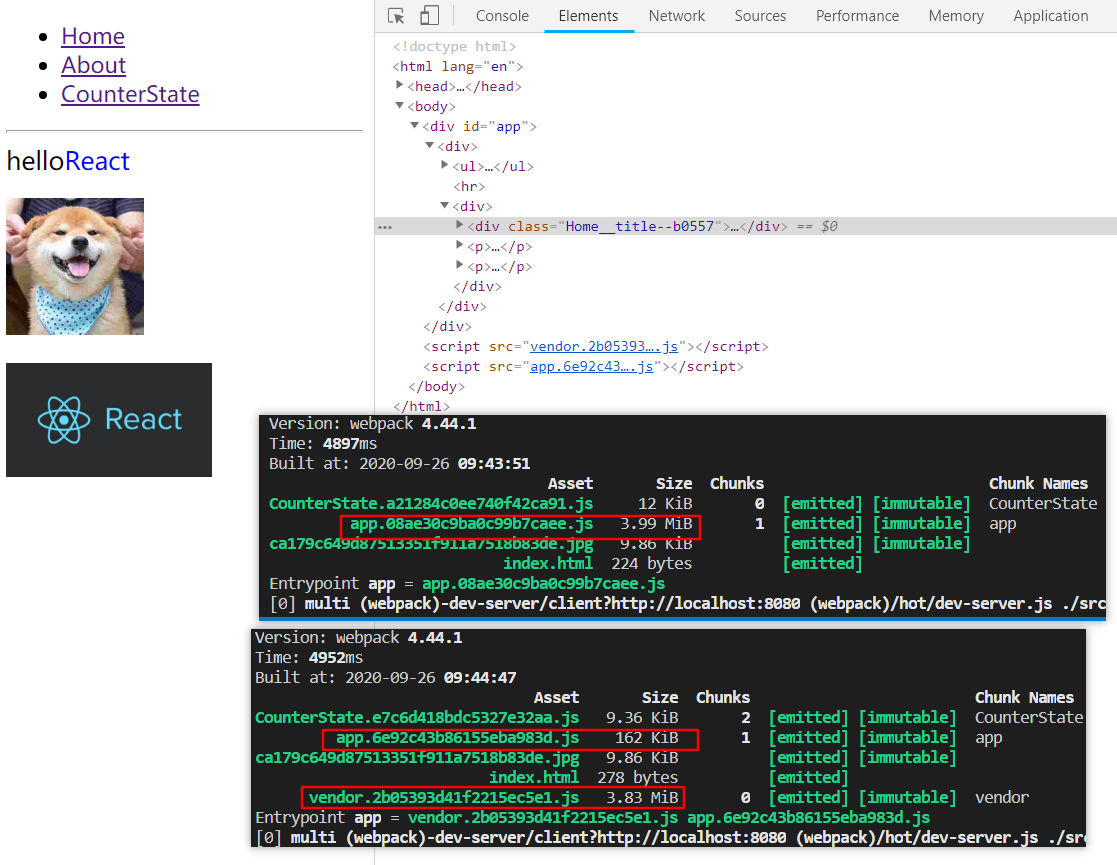 Home
About
CounterState
helloReact
React
Console Elements Network Sources Performance Memory Application
<!doctype html>
<html lang="en">
<head>…</head>
<body>
<div id="app">
<div>
<ul>…</ul>
<hr>
<div>
<div class="Home__title--b0557">…</div> == $0
<p>…</p>
<p>…</p>
</div>
</div>
</div>
<script src="vendor.2b05393….js"></script>
<script src="app.6e92c43….js"></script>
</body>
</html>
Version: webpack 4.44.1
Time: 4897ms
Built at: 2020-09-26 09:43:51
Asset Size Chunks Chunk Names
CounterState.a21284c0ee740f42ca91.js 12 KiB 0 [emitted] [immutable] CounterState
app.08ae30c9ba0c99b7caee.js 3.99 MiB 1 [emitted] [immutable] app
ca179c649d87513351f911a7518b83de.jpg 9.86 KiB [emitted] [immutable]
index.html 224 bytes [emitted]
Entrypoint app = app.08ae30c9ba0c99b7caee.js
[0] multi (webpack)-dev-server/client?http://localhost:8080 (webpack)/hot/dev-server.js ./src
Version: webpack 4.44.1
Time: 4952ms
Built at: 2020-09-26 09:44:47
Asset Size Chunks Chunk Names
CounterState.e7c6d418bdc5327e32aa.js 9.36 KiB 2 [emitted] [immutable] CounterState
app.6e92c43b86155eba983d.js 162 KiB 1 [emitted] [immutable] app
ca179c649d87513351f911a7518b83de.jpg 9.86 KiB [emitted] [immutable]
index.html 278 bytes [emitted]
vendor.2b05393d41f2215ec5e1.js 3.83 MiB 0 [emitted] [immutable] vendor
Entrypoint app = vendor.2b05393d41f2215ec5e1.js app.6e92c43b86155eba983d.js
[0] multi (webpack)-dev-server/client?http://localhost:8080 (webpack)/hot/dev-server.js ./src